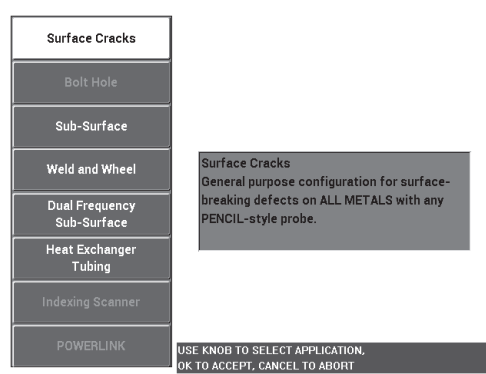 Surface Cracks
Bolt Hole
Sub-Surface
Weld and Wheel
Dual Frequency
Sub-Surface
Heat Exchanger
Tubing
Indexing Scanner
POWERLINK
Surface Cracks
General purpose configuration for surface-
breaking defects on ALL METALS with any
PENCIL-style probe.
USE KNOB TO SELECT APPLICATION,
OK TO ACCEPT, CANCEL TO ABORT